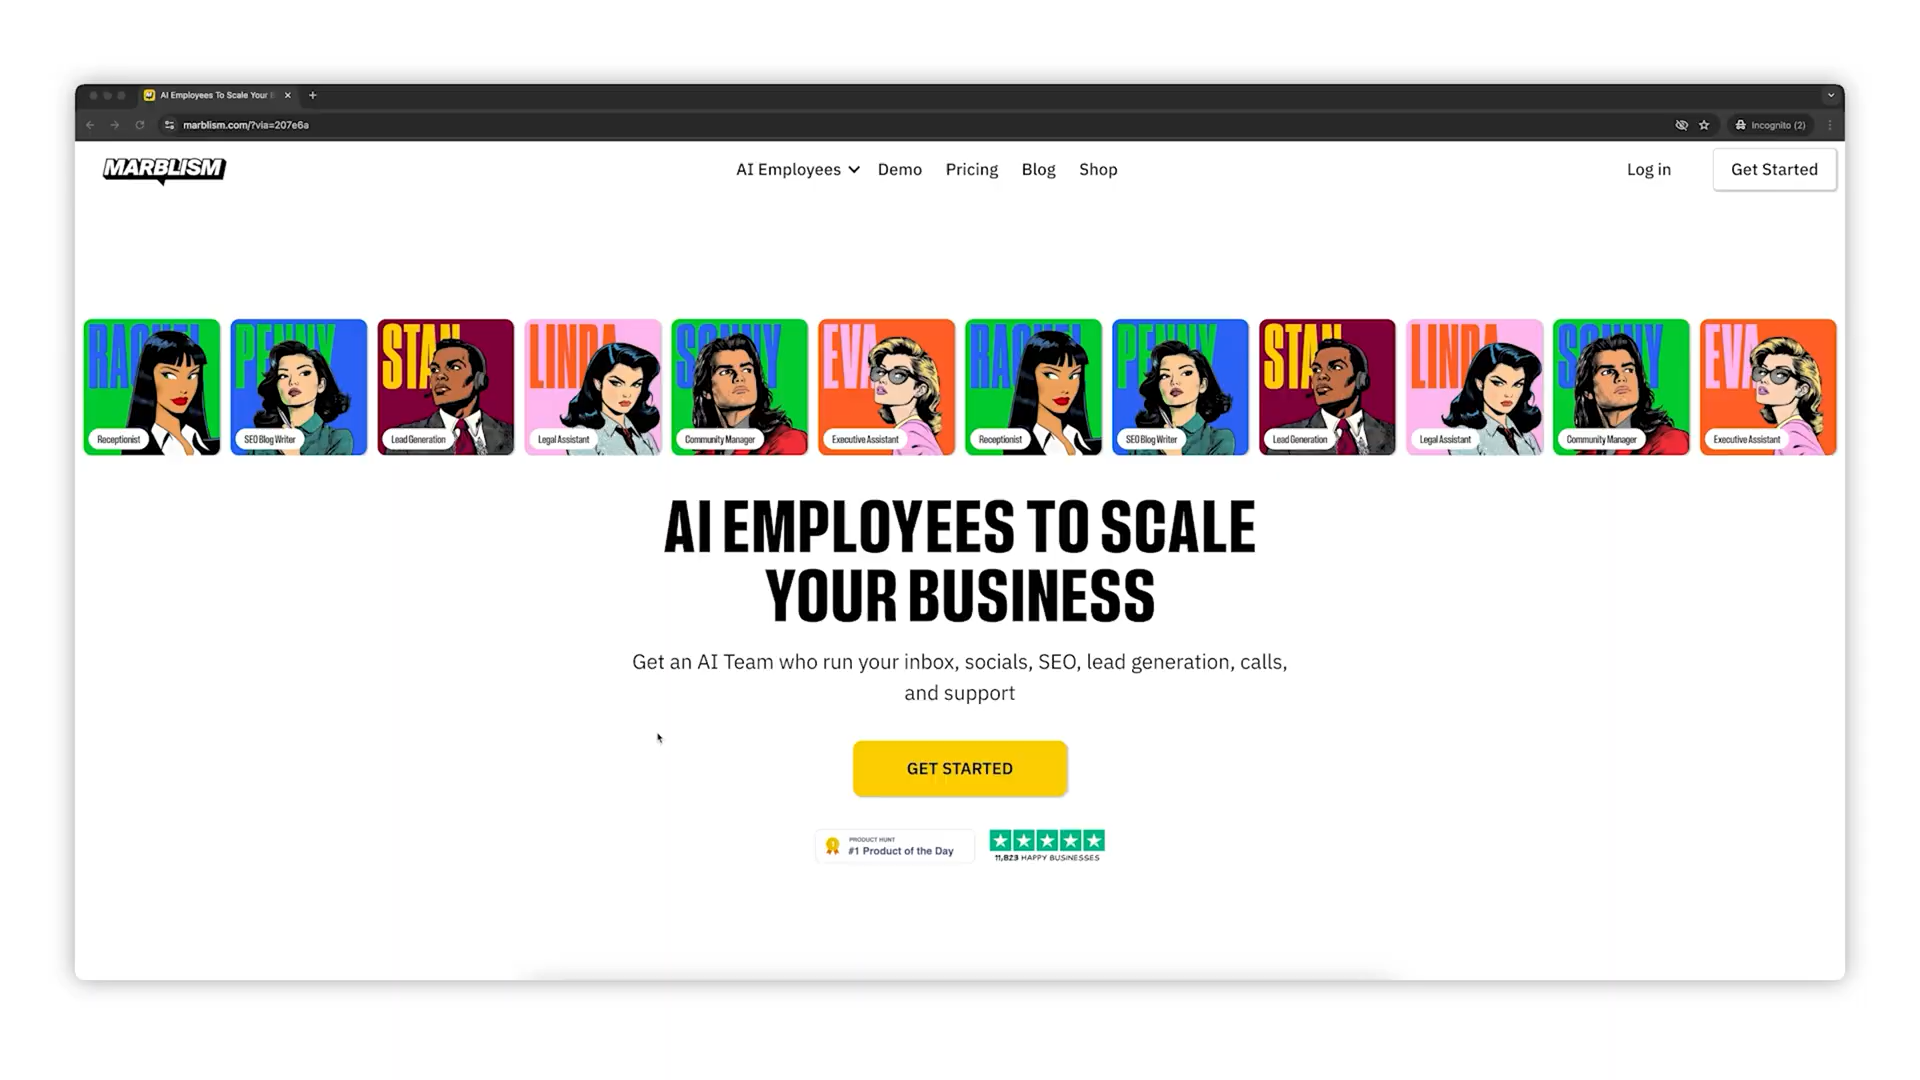 AI Employees To Scale Your
marblism.com/?via=207e6a
Incognito (2)
MARBLISM
AI Employees
Demo
Pricing
Blog
Shop
Log in
Get Started
RACHEL
Receptionist
PENNY
SEO Blog Writer
STAN
Lead Generation
LINDA
Legal Assistant
SONNY
Community Manager
EVA
Executive Assistant
RACHEL
Receptionist
PENNY
SEO Blog Writer
STAN
Lead Generation
LINDA
Legal Assistant
SONNY
Community Manager
EVA
Executive Assistant
AI EMPLOYEES TO SCALE
YOUR BUSINESS
Get an AI Team who run your inbox, socials, SEO, lead generation, calls,
and support
GET STARTED
PRODUCT HUNT
#1 Product of the Day
11,823 HAPPY BUSINESSES